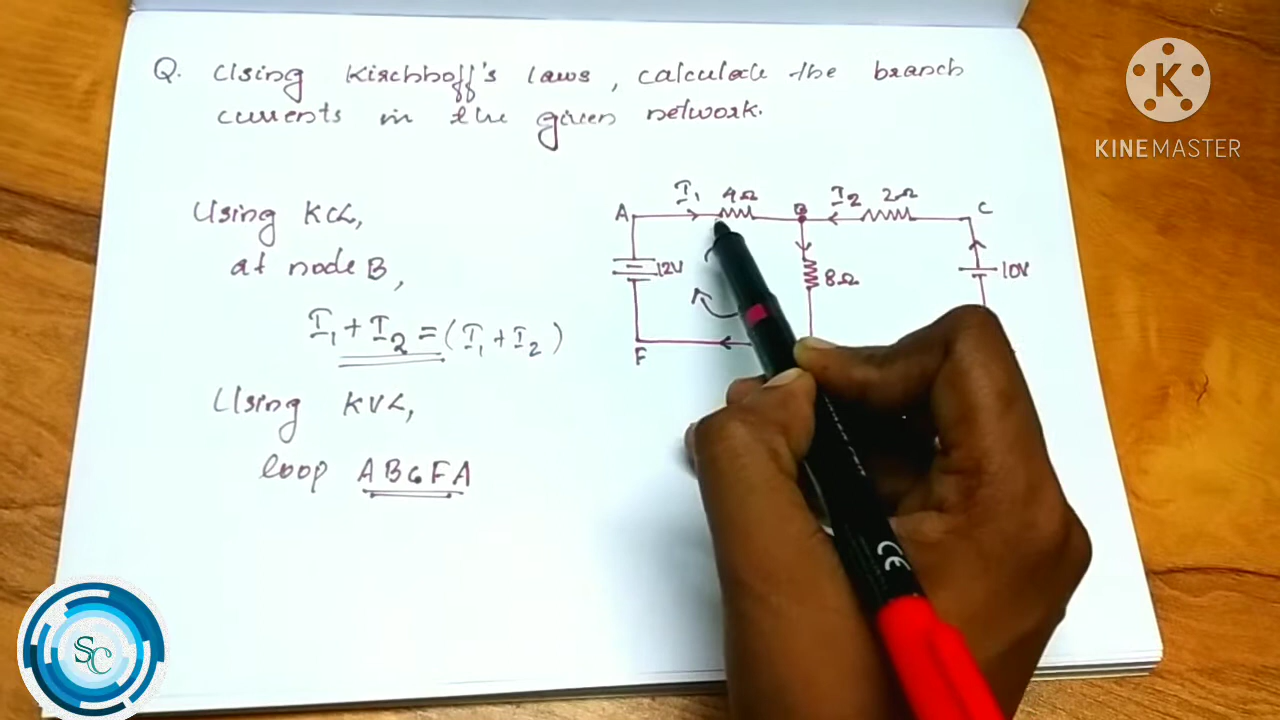 Q. Using Kirchhoff's laws, calculate the branch
currents in the given network.
Using KCL,
at node B,
I₁ + I₂ = (I₁ + I₂)
Using KVL,
loop ABGFA
A I₁ 4Ω B I₂ 2Ω C
12V 8Ω 10V
F
K
KINEMASTER
CE
SC